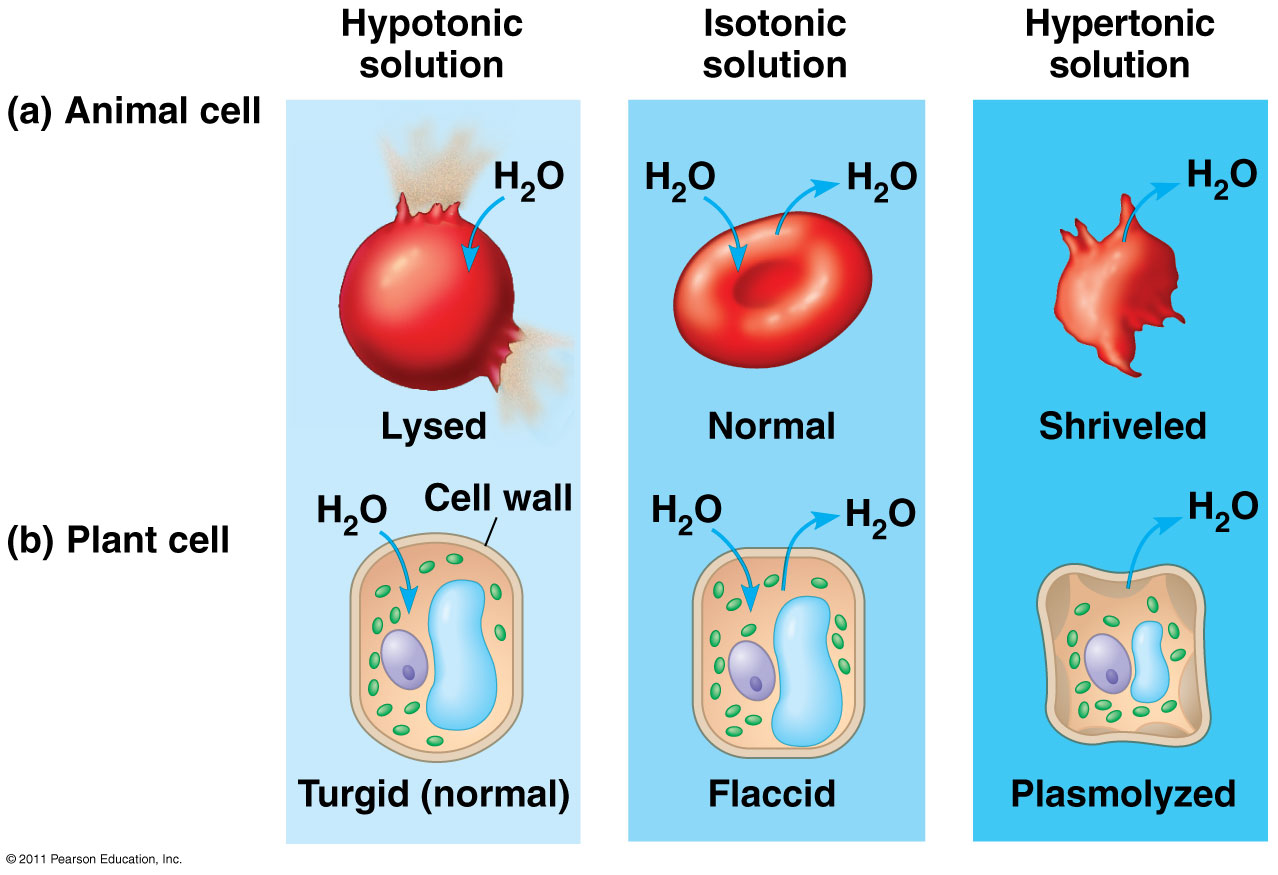 Hypotonic
solution
Isotonic
solution
Hypertonic
solution
(a) Animal cell
H₂O
H₂O
H₂O
H₂O
Lysed
Normal
Shriveled
(b) Plant cell
H₂O
Cell wall
H₂O
H₂O
H₂O
Turgid (normal)
Flaccid
Plasmolyzed
© 2011 Pearson Education, Inc.